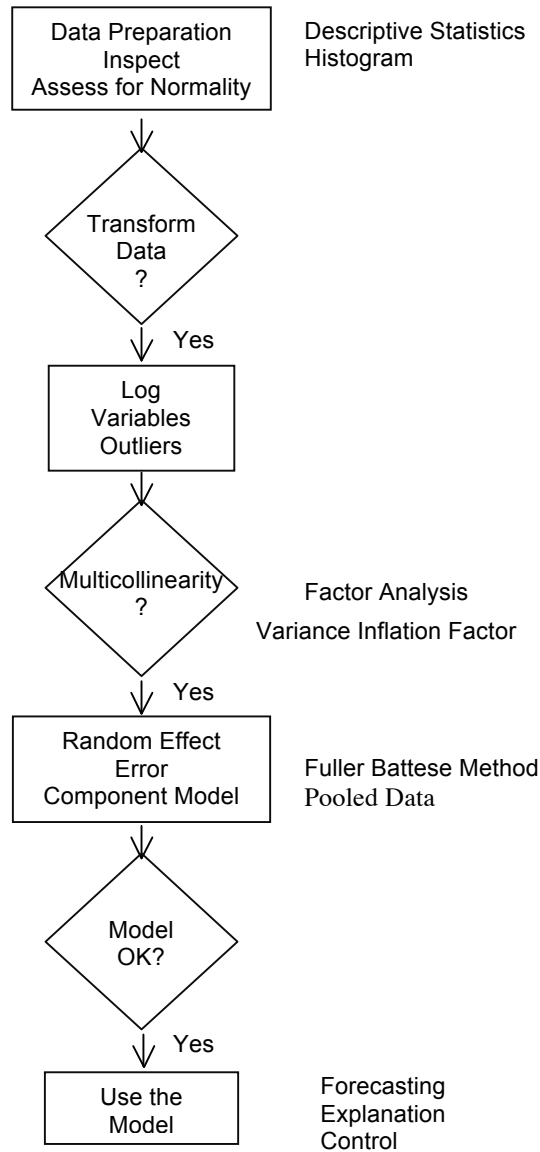 Data Preparation
Inspect
Assess for Normality
Descriptive Statistics
Histogram
Transform
Data
?
Yes
Log
Variables
Outliers
Multicollinearity
?
Factor Analysis
Variance Inflation Factor
Yes
Random Effect
Error
Component Model
Fuller Battese Method
Pooled Data
Model
OK?
Yes
Use the
Model
Forecasting
Explanation
Control